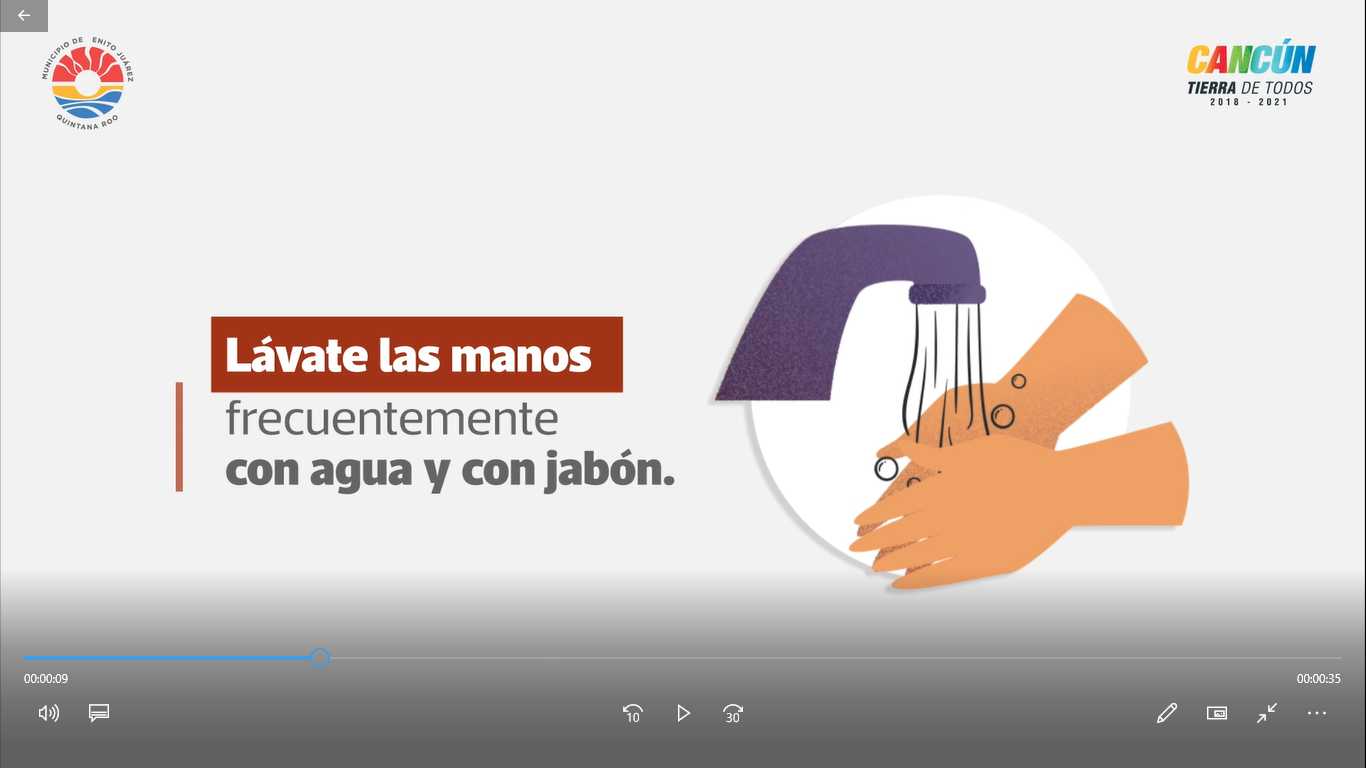 MUNICIPIO DE ENITO JUÁREZ
QUINTANA ROO
CANCÚN
TIERRA DE TODOS
2018 - 2021
Lávate las manos
frecuentemente
con agua y con jabón.
00:00:09
00:00:35
10
30